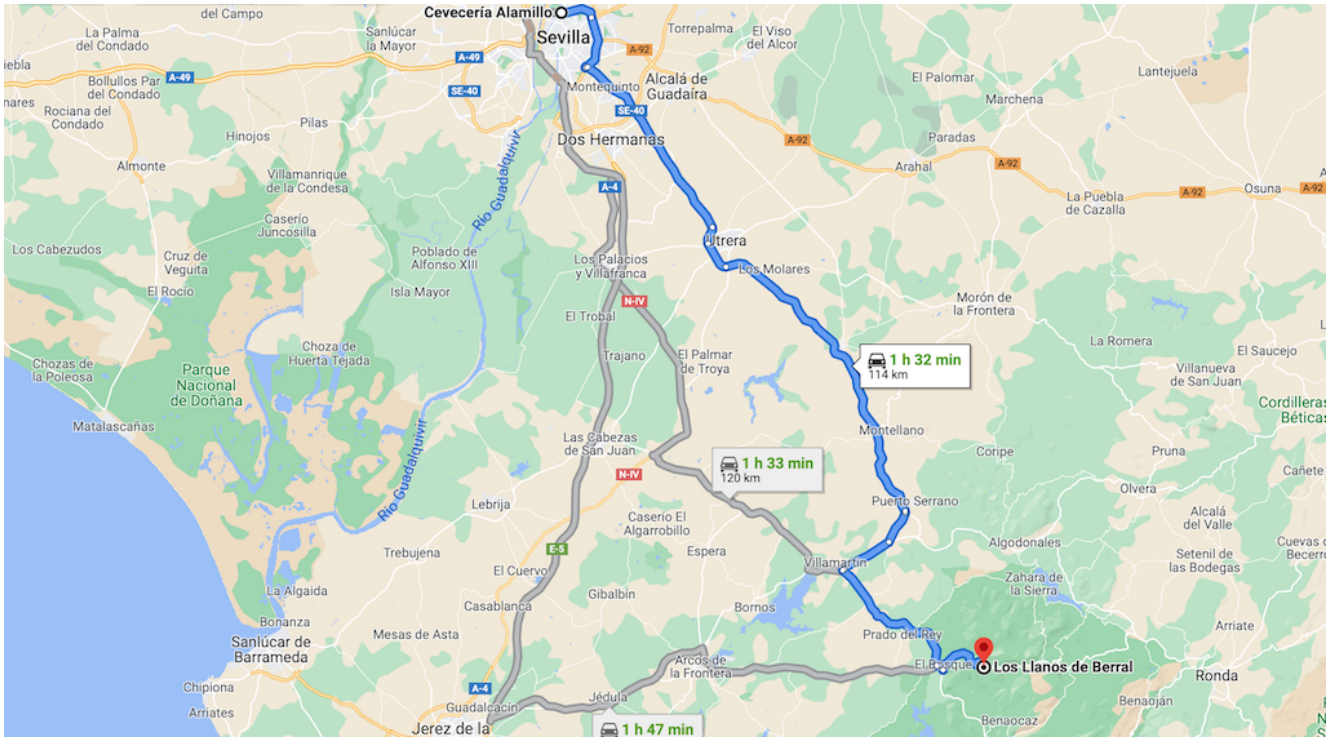 del Campo
Cevecería Alamillo
Sanlúcar
la Mayor
La Palma
del Condado
Sevilla
Torrepalma
El Viso
del Alcor
A-92
A-49
A-49
Bollullos Par
del Condado
SE-40
Montequinto
Alcalá de
Guadaíra
El Palomar
Lantejuela
Marchena
Rociana del
Condado
Pilas
SE-40
Hinojos
Dos Hermanas
A-92
Paradas
Almonte
Villamanrique
de la Condesa
A-4
Arahal
A-92
A-92
Osuna
A-92
La Puebla
de Cazalla
Río Guadalquivir
Caserío
Juncosilla
Los Cabezudos
Cruz de
Veguita
Poblado de
Alfonso XIII
Utrera
Los Palacios
y Villafranca
Los Molares
El Rocío
Isla Mayor
N-IV
Morón de
la Frontera
El Trobal
Choza de
Huerta Tejada
Trajano
El Palmar
de Troya
La Romera
El Saucejo
Chozas de
la Poleosa
Parque
Nacional
de Doñana
1 h 32 min
114 km
Villanueva
de San Juan
Cordilleras
Béticas
Matalascañas
Las Cabezas
de San Juan
Montellano
Coripe
Pruna
1 h 33 min
120 km
N-IV
Cañete
Río Guadalquivir
Lebrija
Puerto Serrano
Olvera
Caserio El
Algarrobillo
Alcalá
del Valle
Trebujena
E-5
Espera
Algodonales
Setenil de
las Bodegas
Cuevas de
Becerro
El Cuervo
Villamartín
Zahara de
la Sierra
La Algaida
Gibalbín
Bornos
Casablanca
Bonanza
Mesas de Asta
Prado del Rey
Arriate
Sanlúcar de
Barrameda
Arcos de
la Frontera
El Bosque
Los Llanos de Berral
Ronda
Chipiona
A-4
Jédula
Guadalcacín
Arriates
Benaoján
Benaocaz
Jerez de la
1 h 47 min